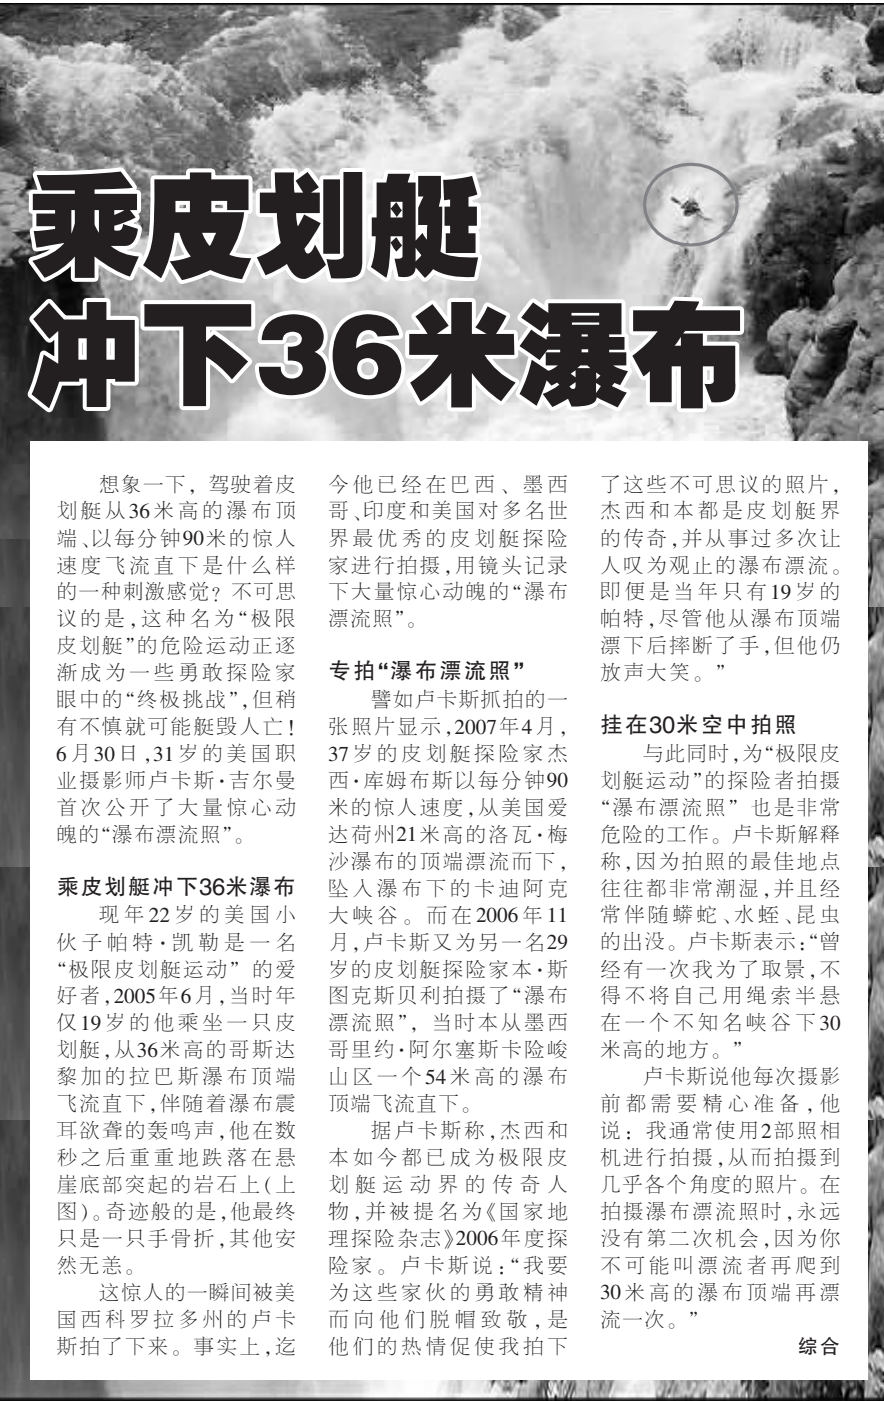 乘皮划艇
冲下36米瀑布
想象一下，驾驶着皮
划艇从36米高的瀑布顶
端、以每分钟90米的惊人
速度飞流直下是什么样
的一种刺激感觉？不可思
议的是，这种名为“极限
皮划艇”的危险运动正逐
渐成为一些勇敢探险家
眼中的“终极挑战”，但稍
有不慎就可能艇毁人亡！
6月30日，31岁的美国职
业摄影师卢卡斯·吉尔曼
首次公开了大量惊心动
魄的“瀑布漂流照”。
乘皮划艇冲下36米瀑布
现年22岁的美国小
伙子帕特·凯勒是一名
“极限皮划艇运动”的爱
好者，2005年6月，当时年
仅19岁的他乘坐一只皮
划艇，从36米高的哥斯达
黎加的拉巴斯瀑布顶端
飞流直下，伴随着瀑布震
耳欲聋的轰鸣声，他在数
秒之后重重地跌落在悬
崖底部突起的岩石上（上
图）。奇迹般的是，他最终
只是一只手骨折，其他安
然无恙。
这惊人的一瞬间被美
国西科罗拉多州的卢卡
斯拍了下来。事实上，迄
今他已经在巴西、墨西
哥、印度和美国对多名世
界最优秀的皮划艇探险
家进行拍摄，用镜头记录
下大量惊心动魄的“瀑布
漂流照”。
专拍“瀑布漂流照”
譬如卢卡斯抓拍的一
张照片显示，2007年4月，
37岁的皮划艇探险家杰
西·库姆布斯以每分钟90
米的惊人速度，从美国爱
达荷州21米高的洛瓦·梅
沙瀑布的顶端漂流而下，
坠入瀑布下的卡迪阿克
大峡谷。而在2006年11
月，卢卡斯又为另一名29
岁的皮划艇探险家本·斯
图克斯贝利拍摄了“瀑布
漂流照”，当时本从墨西
哥里约·阿尔塞斯卡险峻
山区一个54米高的瀑布
顶端飞流直下。
据卢卡斯称，杰西和
本如今都已成为极限皮
划艇运动界的传奇人
物，并被提名为《国家地
理探险杂志》2006年度探
险家。卢卡斯说：“我要
为这些家伙的勇敢精神
而向他们脱帽致敬，是
他们的热情促使我拍下
了这些不可思议的照片，
杰西和本都是皮划艇界
的传奇，并从事过多次让
人叹为观止的瀑布漂流。
即便是当年只有19岁的
帕特，尽管他从瀑布顶端
漂下后摔断了手，但他仍
放声大笑。”
挂在30米空中拍照
与此同时，为“极限皮
划艇运动”的探险者拍摄
“瀑布漂流照”也是非常
危险的工作。卢卡斯解释
称，因为拍照的最佳地点
往往都非常潮湿，并且经
常伴随蟒蛇、水蛭、昆虫
的出没。卢卡斯表示：“曾
经有一次我为了取景，不
得不将自己用绳索半悬
在一个不知名峡谷下30
米高的地方。”
卢卡斯说他每次摄影
前都需要精心准备，他
说：我通常使用2部照相
机进行拍摄，从而拍摄到
几乎各个角度的照片。在
拍摄瀑布漂流照时，永远
没有第二次机会，因为你
不可能叫漂流者再爬到
30米高的瀑布顶端再漂
流一次。”
综合